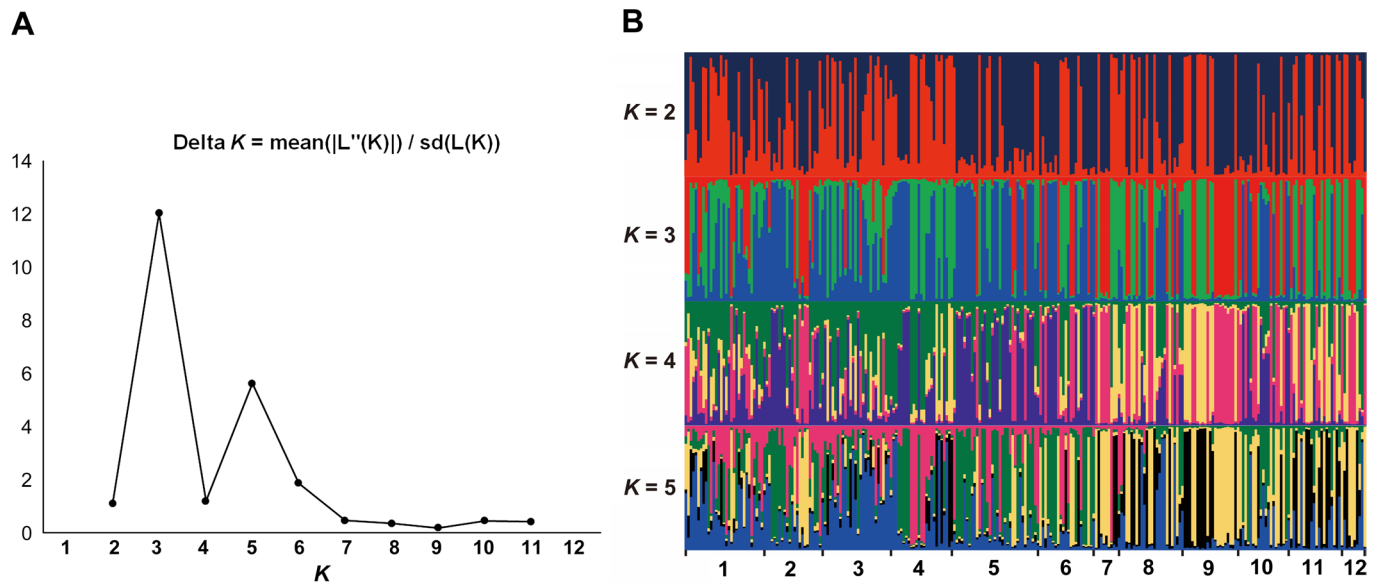 A
Delta K = mean(|L"(K)|) / sd(L(K))
14
12
10
8
6
4
2
0
1 2 3 4 5 6 7 8 9 10 11 12
K
B
K = 2
K = 3
K = 4
K = 5
1 2 3 4 5 6 7 8 9 10 11 12